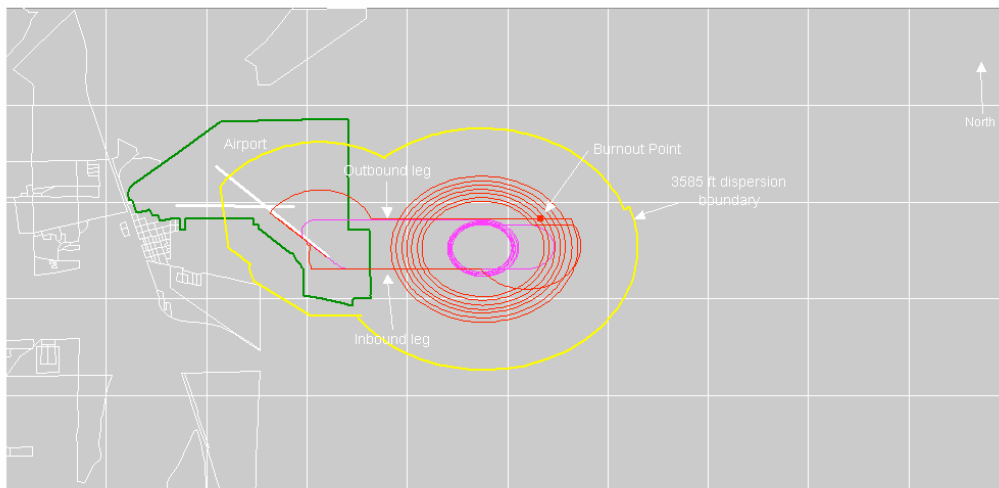 North
Airport
Burnout Point
Outbound leg
3585 ft dispersion
boundary
Inbound leg